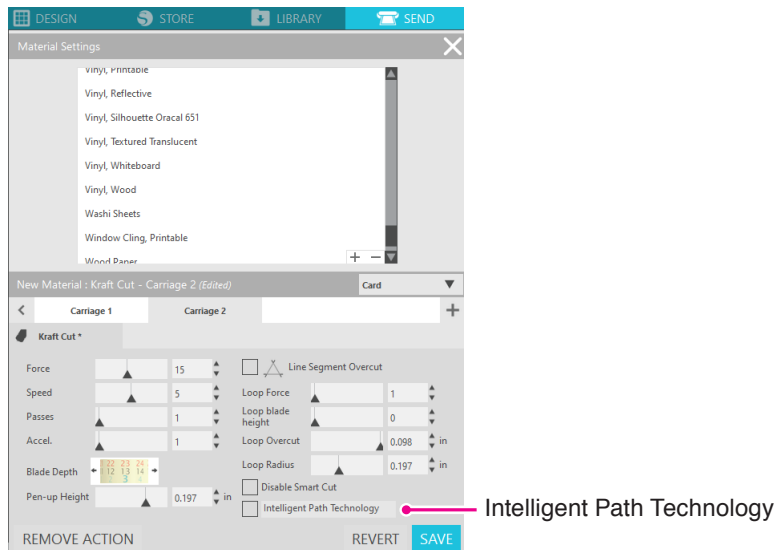 DESIGN STORE LIBRARY SEND
Material Settings
Vinyl, Printable
Vinyl, Reflective
Vinyl, Silhouette Oracal 651
Vinyl, Textured Translucent
Vinyl, Whiteboard
Vinyl, Wood
Washi Sheets
Window Cling, Printable
Wood Paper
New Material : Kraft Cut - Carriage 2 (Edited) Card
Carriage 1 Carriage 2
Kraft Cut *
Force 15
Speed 5
Passes 1
Accel. 1
Blade Depth
Pen-up Height 0.197 in
Line Segment Overcut
Loop Force 1
Loop blade height 0
Loop Overcut 0.098 in
Loop Radius 0.197 in
Disable Smart Cut
Intelligent Path Technology
Intelligent Path Technology
REMOVE ACTION REVERT SAVE